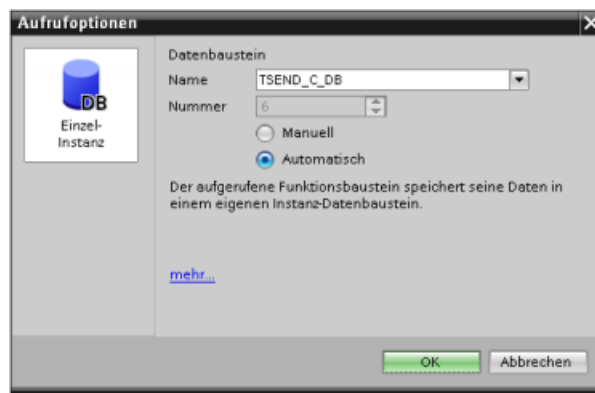 Aufrufoptionen
DB
Einzel-
Instanz
Datenbaustein
Name TSEND_C_DB
Nummer 6
Manuell
Automatisch
Der aufgerufene Funktionsbaustein speichert seine Daten in
einem eigenen Instanz-Datenbaustein.
mehr...
OK Abbrechen